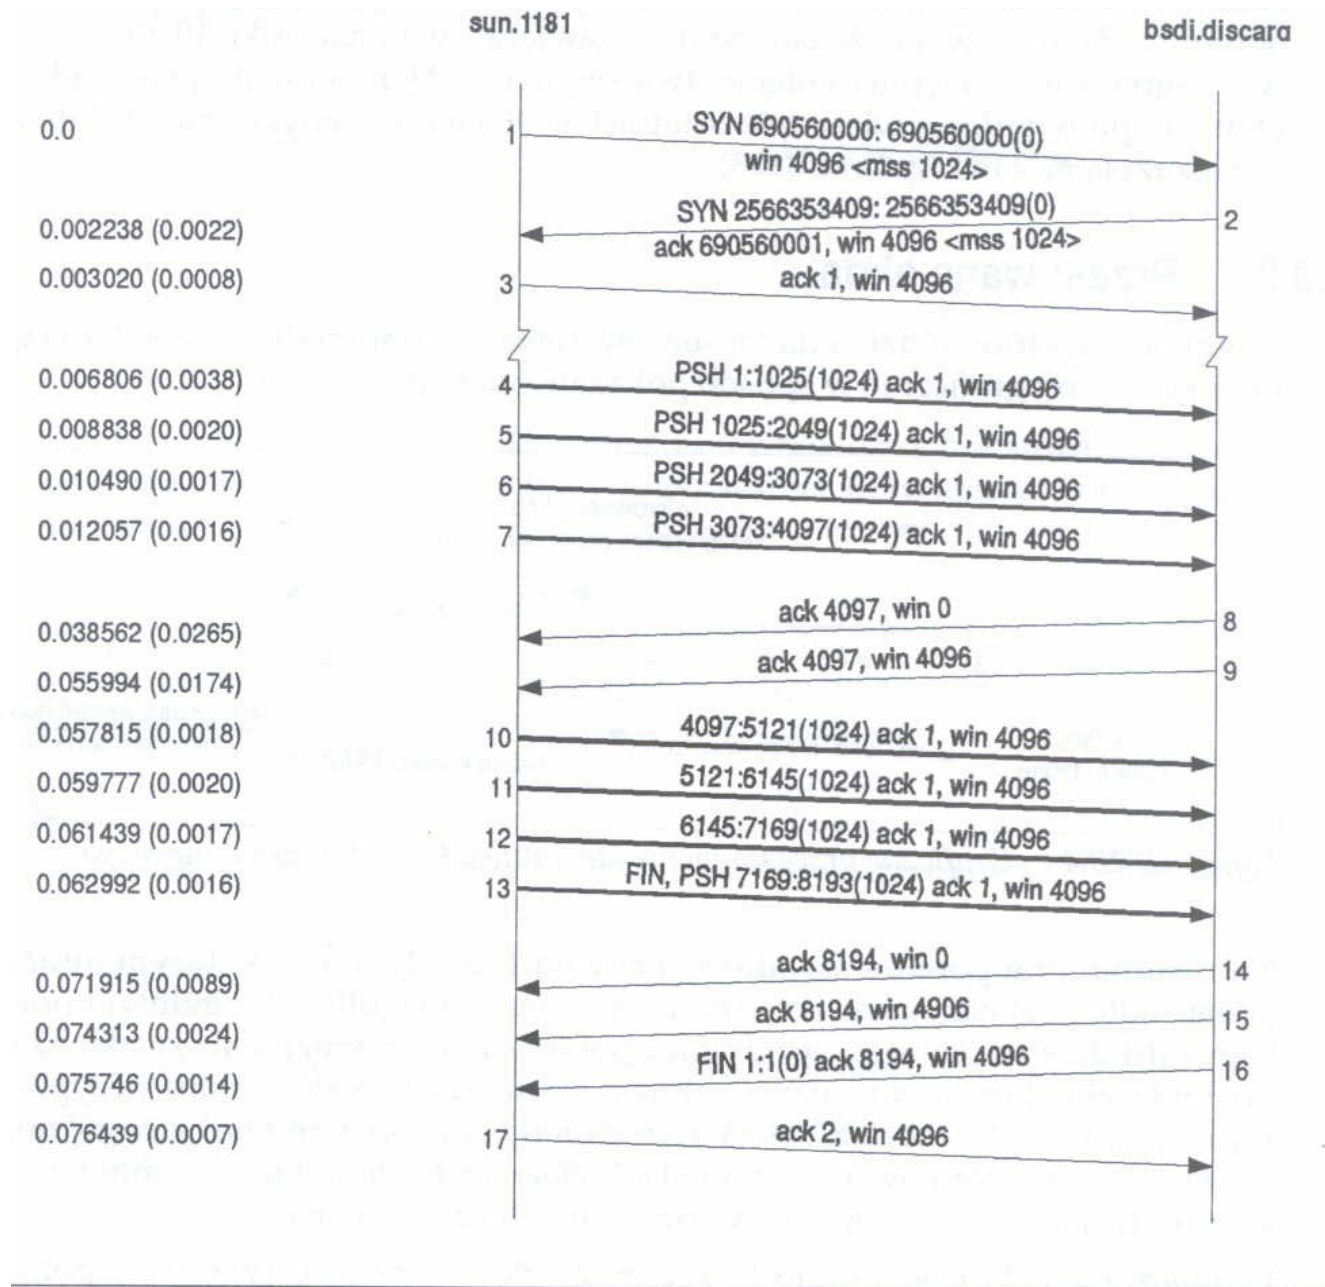 sun.1181
bsdi.discard
0.0
1
SYN 690560000: 690560000(0)
win 4096 <mss 1024>
SYN 2566353409: 2566353409(0)
2
0.002238 (0.0022)
ack 690560001, win 4096 <mss 1024>
0.003020 (0.0008)
3
ack 1, win 4096
0.006806 (0.0038)
4
PSH 1:1025(1024) ack 1, win 4096
0.008838 (0.0020)
5
PSH 1025:2049(1024) ack 1, win 4096
0.010490 (0.0017)
6
PSH 2049:3073(1024) ack 1, win 4096
0.012057 (0.0016)
7
PSH 3073:4097(1024) ack 1, win 4096
0.038562 (0.0265)
ack 4097, win 0
8
0.055994 (0.0174)
ack 4097, win 4096
9
0.057815 (0.0018)
10
4097:5121(1024) ack 1, win 4096
0.059777 (0.0020)
11
5121:6145(1024) ack 1, win 4096
0.061439 (0.0017)
12
6145:7169(1024) ack 1, win 4096
0.062992 (0.0016)
13
FIN, PSH 7169:8193(1024) ack 1, win 4096
0.071915 (0.0089)
ack 8194, win 0
14
0.074313 (0.0024)
ack 8194, win 4906
15
0.075746 (0.0014)
FIN 1:1(0) ack 8194, win 4096
16
0.076439 (0.0007)
17
ack 2, win 4096